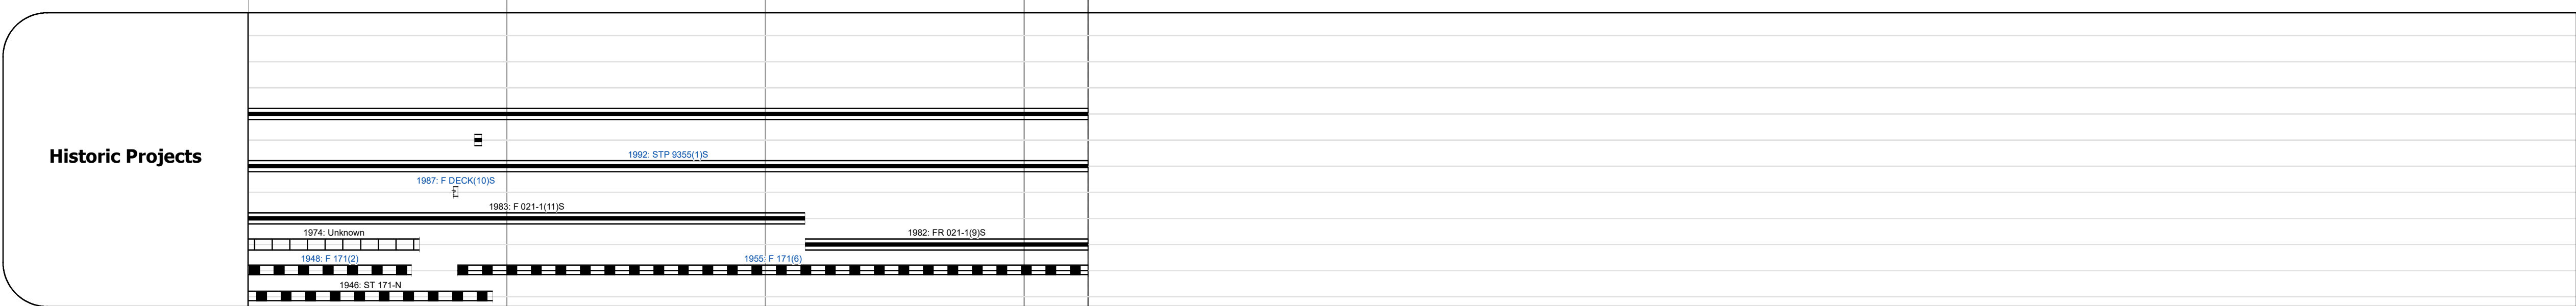 Historic Projects
1992: STP 9355(1)S
1987: F DECK(10)S
1983: F 021-1(11)S
1974: Unknown
1982: FR 021-1(9)S
1948: F 171(2)
1955: F 171(6)
1946: ST 171-N